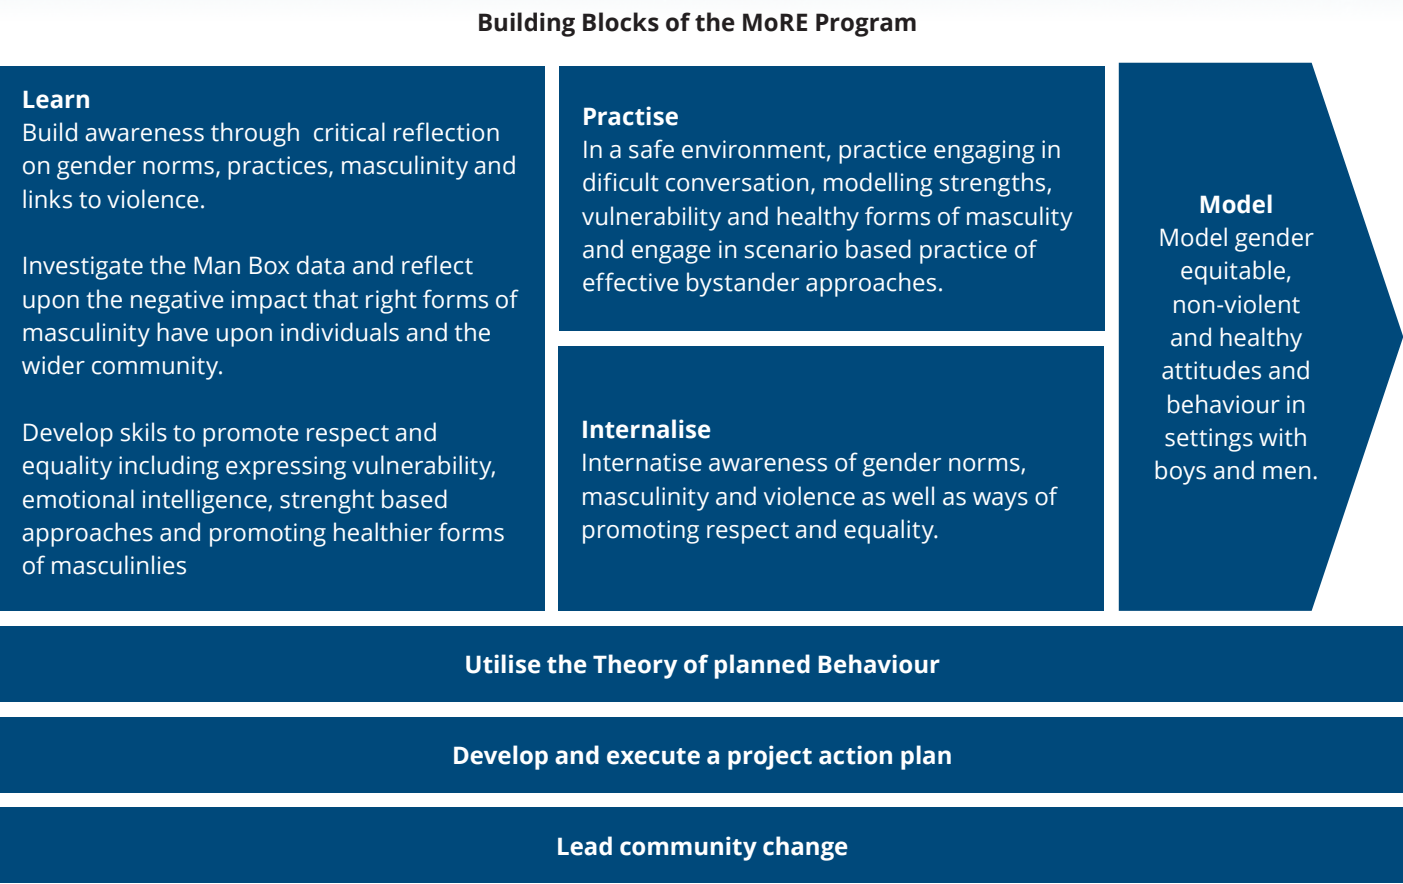 Building Blocks of the MoRE Program
Learn
Build awareness through  critical reflection
on gender norms, practices, masculinity and
links to violence.
Investigate the Man Box data and reflect
upon the negative impact that right forms of
masculinity have upon individuals and the
wider community.
Develop skils to promote respect and
equality including expressing vulnerability,
emotional intelligence, strenght based
approaches and promoting healthier forms
of masculinlies
Practise
In a safe environment, practice engaging in
dificult conversation, modelling strengths,
vulnerability and healthy forms of masculity
and engage in scenario based practice of
effective bystander approaches.
Internalise
Internatise awareness of gender norms,
masculinity and violence as well as ways of
promoting respect and equality.
Model
Model gender
equitable,
non-violent
and healthy
attitudes and
behaviour in
settings with
boys and men.
Utilise the Theory of planned Behaviour
Develop and execute a project action plan
Lead community change